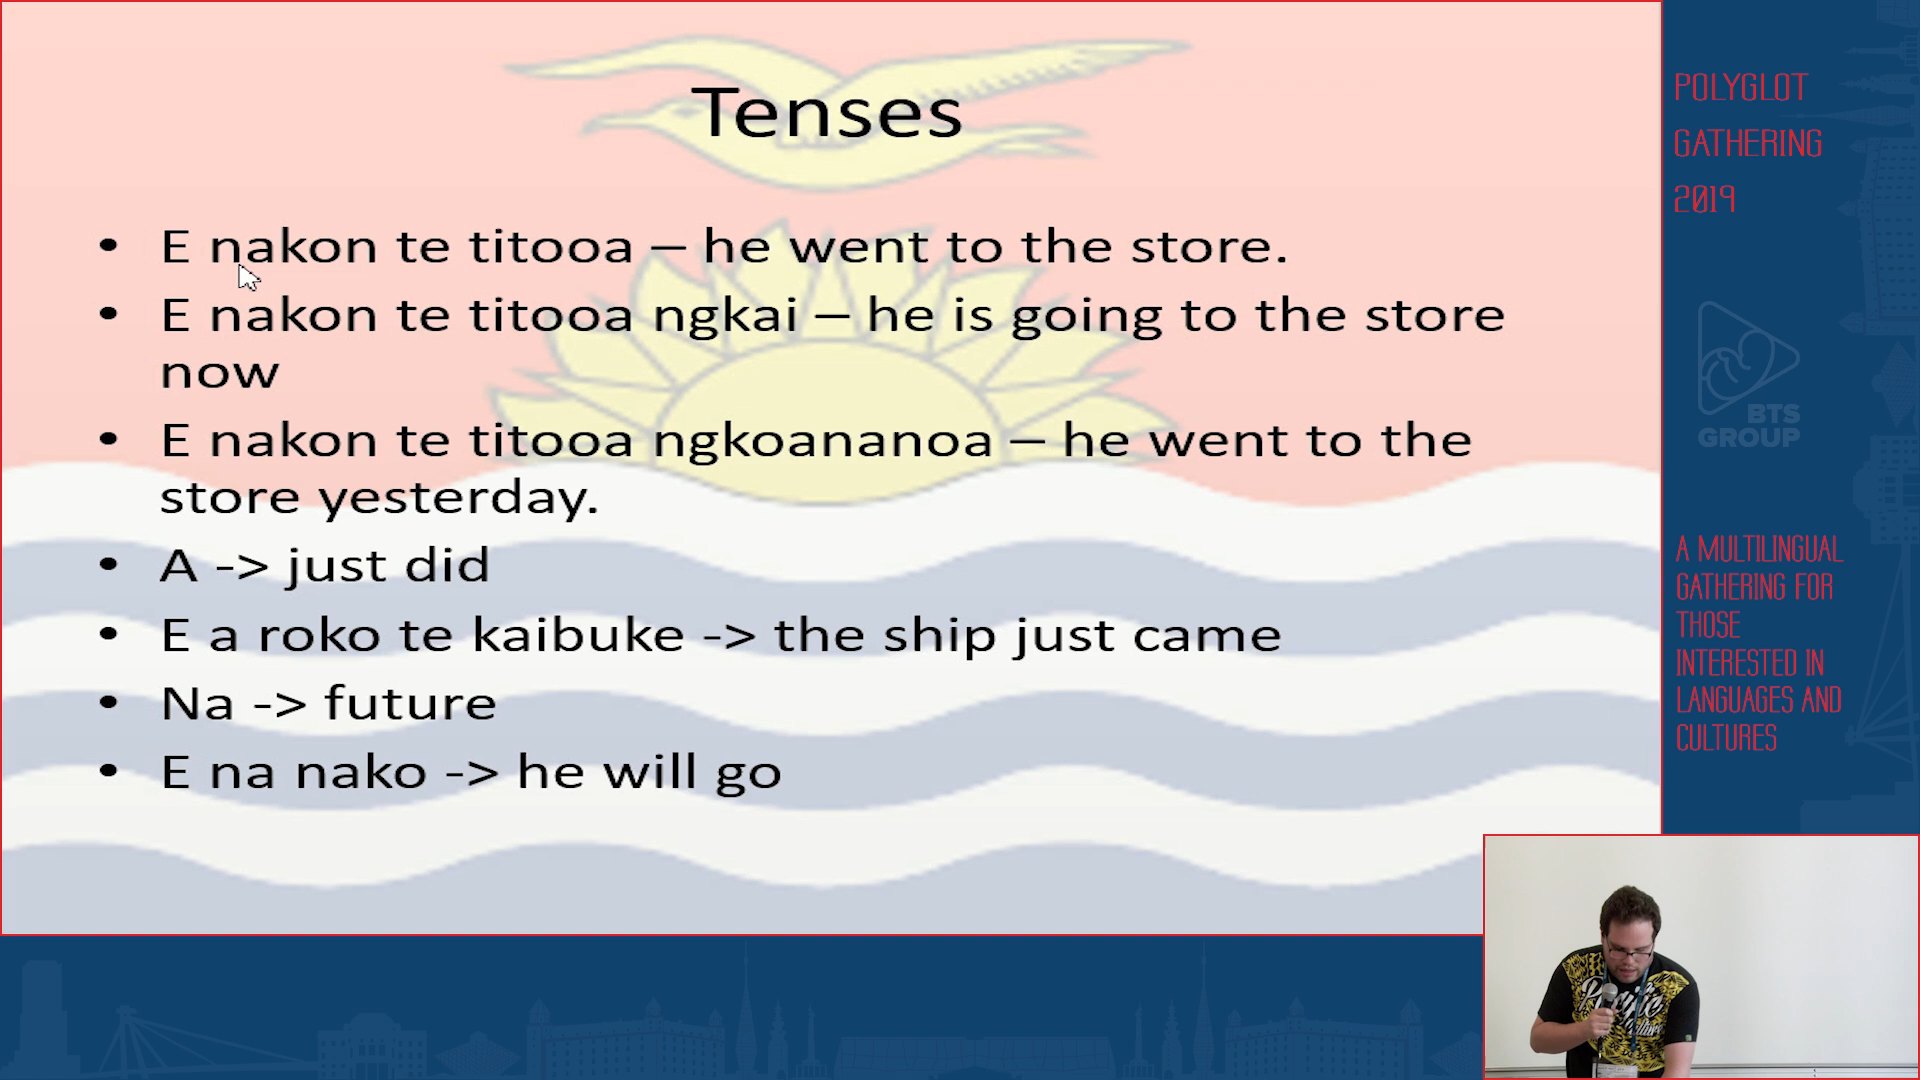 Tenses
• E nakon te titooa – he went to the store.
• E nakon te titooa ngkai – he is going to the store
now
• E nakon te titooa ngkoananoa – he went to the
store yesterday.
• A -> just did
• E a roko te kaibuke -> the ship just came
• Na -> future
• E na nako -> he will go
POLYGLOT
GATHERING
2019
BTS
GROUP
A MULTILINGUAL
GATHERING FOR
THOSE
INTERESTED IN
LANGUAGES AND
CULTURES